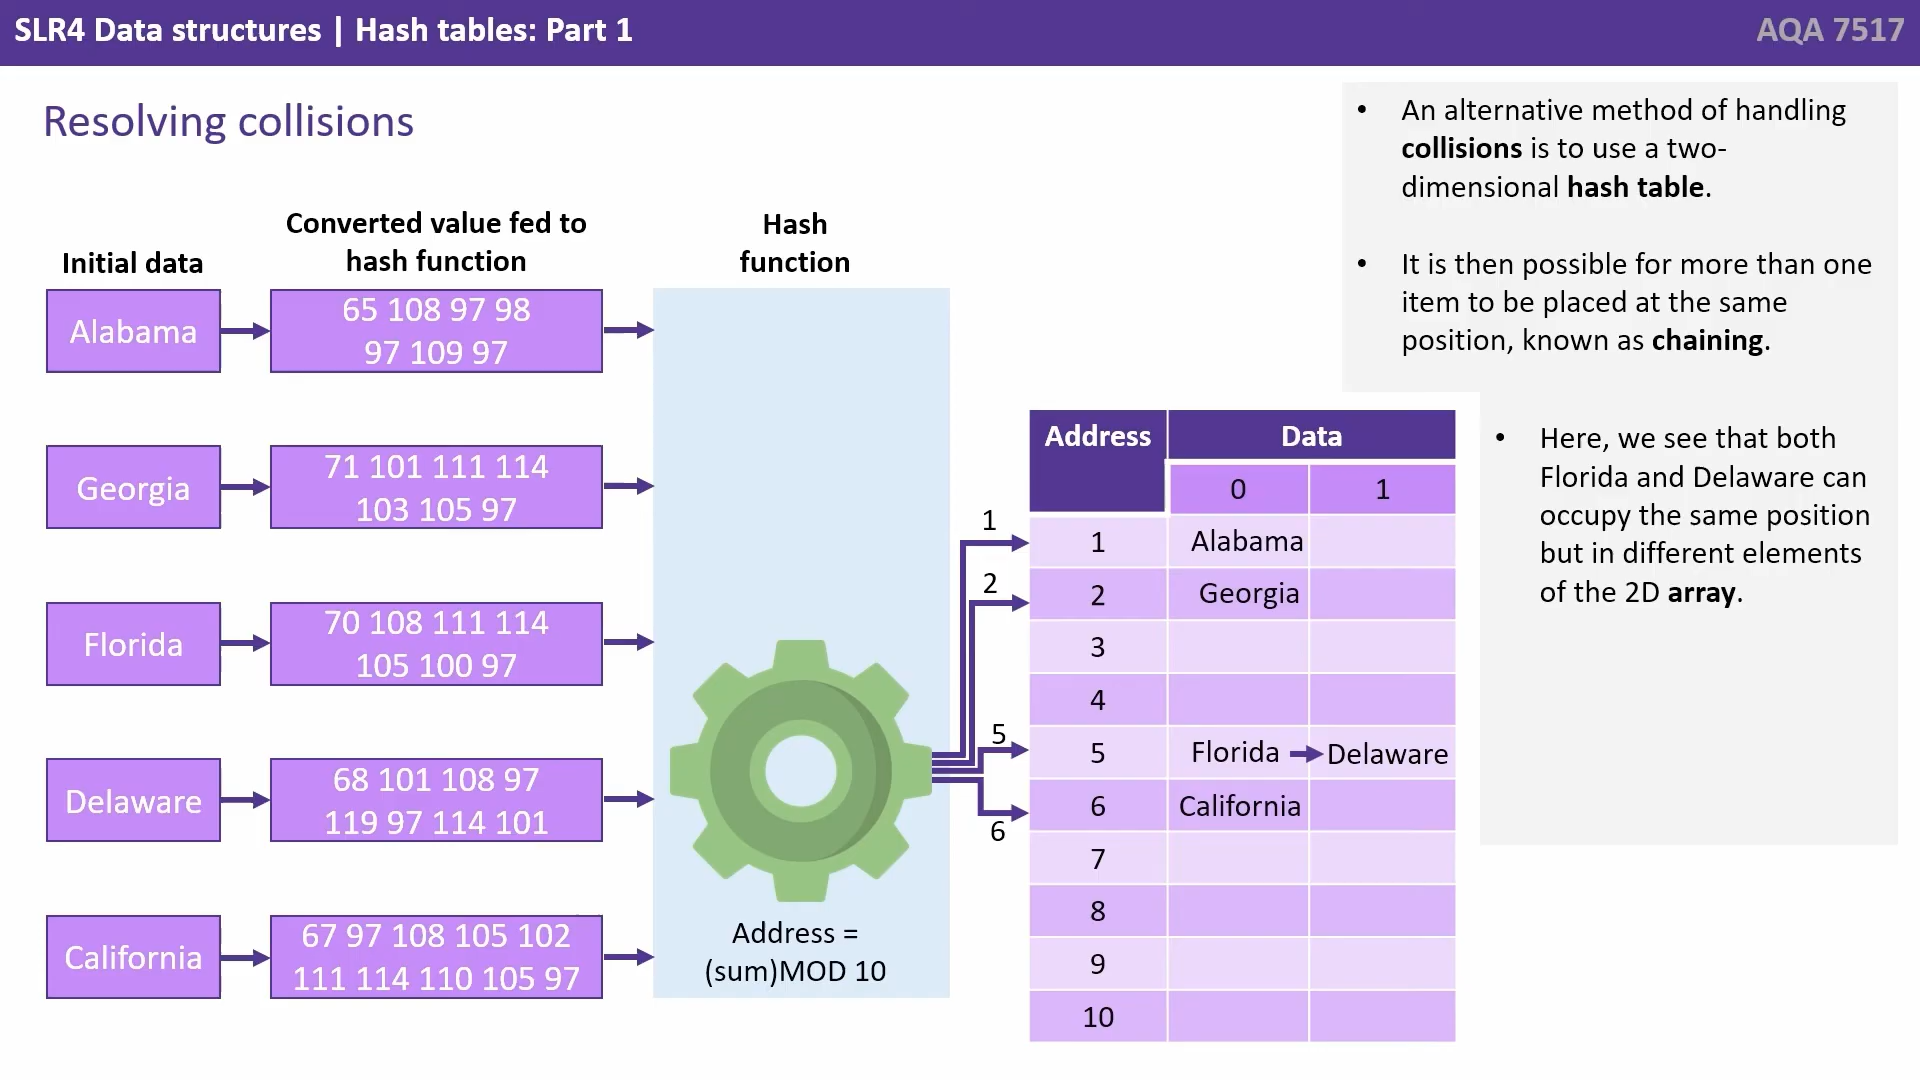 SLR4 Data structures | Hash tables: Part 1
AQA 7517
Resolving collisions
Initial data
Converted value fed to
hash function
Hash
function
Alabama
65 108 97 98
97 109 97
Georgia
71 101 111 114
103 105 97
Florida
70 108 111 114
105 100 97
Delaware
68 101 108 97
119 97 114 101
California
67 97 108 105 102
111 114 110 105 97
Address =
(sum)MOD 10
1
2
5
6
Address Data
0 1
1 Alabama
2 Georgia
3
4
5 Florida Delaware
6 California
7
8
9
10
• An alternative method of handling
collisions is to use a two-
dimensional hash table.
• It is then possible for more than one
item to be placed at the same
position, known as chaining.
• Here, we see that both
Florida and Delaware can
occupy the same position
but in different elements
of the 2D array.